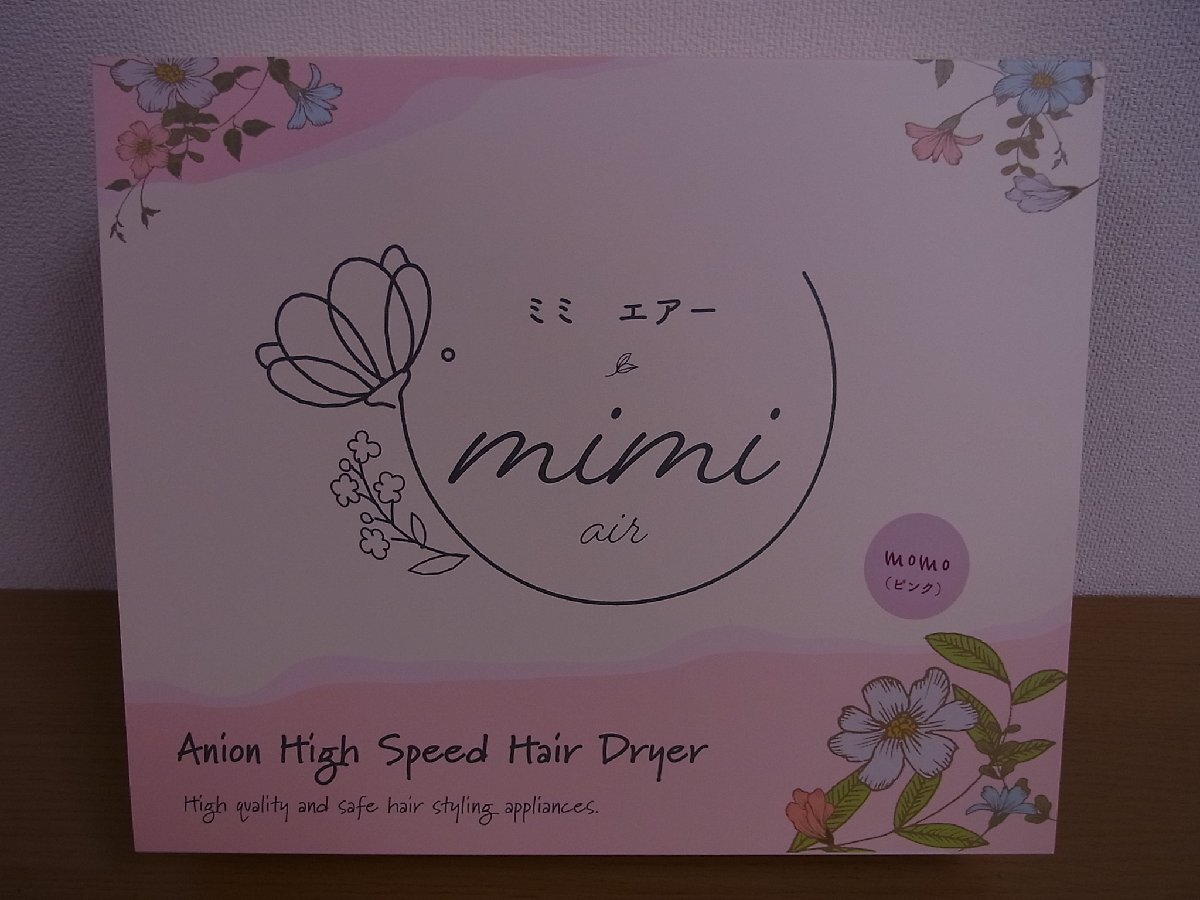 ミミ エアー
mimi
air
momo
(ピンク)
Anion High Speed Hair Dryer
High quality and safe hair styling appliances.